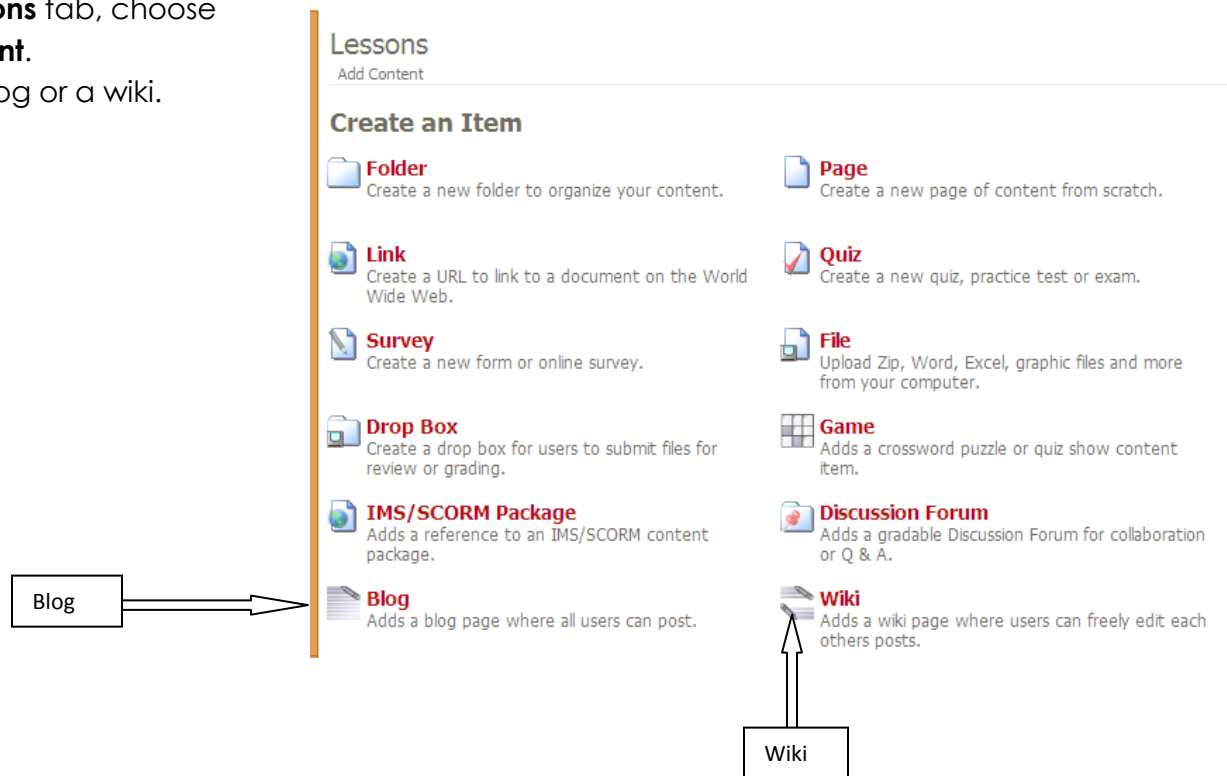 ons tab, choose
nt.
og or a wiki.
Lessons
Add Content
Create an Item
Folder
Create a new folder to organize your content.
Page
Create a new page of content from scratch.
Link
Create a URL to link to a document on the World
Wide Web.
Quiz
Create a new quiz, practice test or exam.
Survey
Create a new form or online survey.
File
Upload Zip, Word, Excel, graphic files and more
from your computer.
Drop Box
Create a drop box for users to submit files for
review or grading.
Game
Adds a crossword puzzle or quiz show content
item.
IMS/SCORM Package
Adds a reference to an IMS/SCORM content
package.
Discussion Forum
Adds a gradable Discussion Forum for collaboration
or Q & A.
Blog
Blog
Adds a blog page where all users can post.
Wiki
Adds a wiki page where users can freely edit each
others posts.
Wiki